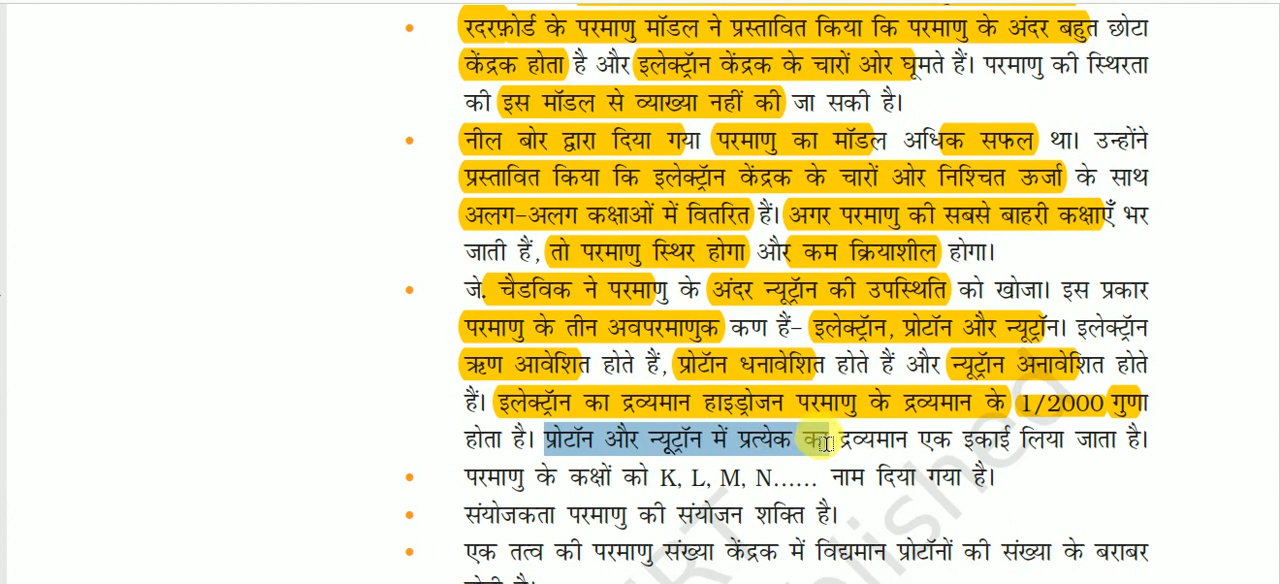 रदरफ़ोर्ड के परमाणु मॉडल ने प्रस्तावित किया कि परमाणु के अंदर बहुत छोटा
केंद्रक होता है और इलेक्ट्रॉन केंद्रक के चारों ओर घूमते हैं। परमाणु की स्थिरता
की इस मॉडल से व्याख्या नहीं की जा सकी है।
नील बोर द्वारा दिया गया परमाणु का मॉडल अधिक सफल था। उन्होंने
प्रस्तावित किया कि इलेक्ट्रॉन केंद्रक के चारों ओर निश्चित ऊर्जा के साथ
अलग-अलग कक्षाओं में वितरित हैं। अगर परमाणु की सबसे बाहरी कक्षाएँ भर
जाती हैं, तो परमाणु स्थिर होगा और कम क्रियाशील होगा।
जे. चैडविक ने परमाणु के अंदर न्यूट्रॉन की उपस्थिति को खोजा। इस प्रकार
परमाणु के तीन अवपरमाणुक कण हैं- इलेक्ट्रॉन, प्रोटॉन और न्यूट्रॉन। इलेक्ट्रॉन
ऋण आवेशित होते हैं, प्रोटॉन धनावेशित होते हैं और न्यूट्रॉन अनावेशित होते
हैं। इलेक्ट्रॉन का द्रव्यमान हाइड्रोजन परमाणु के द्रव्यमान के 1/2000 गुणा
होता है। प्रोटॉन और न्यूट्रॉन में प्रत्येक का द्रव्यमान एक इकाई लिया जाता है।
परमाणु के कक्षों को K, L, M, N...... नाम दिया गया है।
संयोजकता परमाणु की संयोजन शक्ति है।
एक तत्व की परमाणु संख्या केंद्रक में विद्यमान प्रोटॉनों की संख्या के बराबर